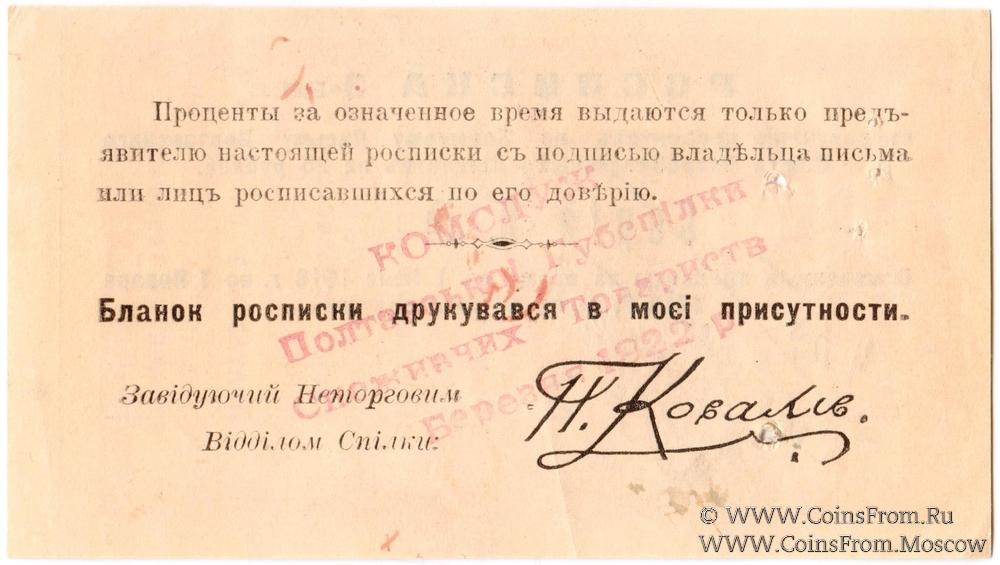 Проценты за означенное время выдаются только предъ-
явителю настоящей росписки съ подписью владѣльца письма
или лицъ росписавшихся по его довѣрію.
КОМСЛУЖ
Полтавської Губспілки
Споживчих Товариств
Березня 1922 р.
Бланок росписки друкувався в моєі присутности.
Завідуючий Неторговим
Відділом Спілки:
Н. Ковалів.
© WWW.CoinsFrom.Ru
WWW.CoinsFrom.Moscow